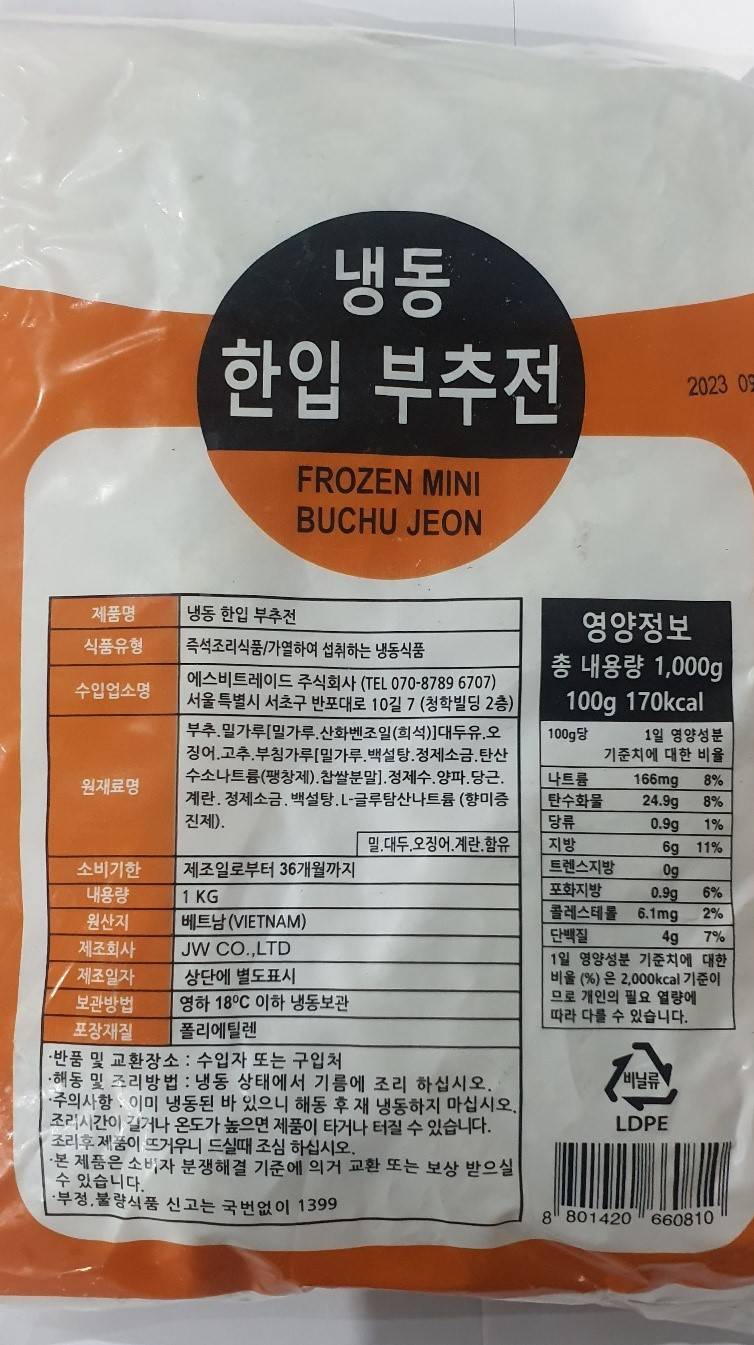 냉동
한입 부추전
2023 09
FROZEN MINI
BUCHU JEON
제품명 냉동 한입 부추전
식품유형 즉석조리식품/가열하여 섭취하는 냉동식품
수입업소명 에스비트레이드 주식회사 (TEL 070-8789 6707)
서울 특별시 서초구 반포대로 10길 7 (청학빌딩 2층)
원재료명 부추.밀가루[밀가루.산화벤조일(희석)]대두유.오
징어.고추.부침가루[밀가루.백설탕.정제소금.탄산
수소나트륨(팽창제).찹쌀분말].정제수.양파.당근.
계란. 정제소금.백설탕.L-글루탐산나트륨 (향미증
진제).
밀.대두.오징어.계란.함유
소비기한 제조일로부터 36개월까지
내용량 1 KG
원산지 베트남(VIETNAM)
제조회사 JW CO.,LTD
제조일자 상단에 별도표시
보관방법 영하 18ºC 이하 냉동보관
포장재질 폴리에틸렌
·반품 및 교환장소 : 수입자 또는 구입처
·해동 및 조리방법 : 냉동 상태에서 기름에 조리 하십시오.
·주의사항 : 이미 냉동된 바 있으니 해동 후 재 냉동하지 마십시오.
조리시간이 길거나 온도가 높으면 제품이 타거나 터질 수 있습니다.
조리후 제품이 뜨거우니 드실때 조심 하십시오.
·본 제품은 소비자 분쟁해결 기준에 의거 교환 또는 보상 받으실
수 있습니다.
·부정.불량식품 신고는 국번없이 1399
영양정보
총 내용량 1,000g
100g 170kcal
100g당 1일 영양성분
기준치에 대한 비율
나트륨 166mg 8%
탄수화물 24.9g 8%
당류 0.9g 1%
지방 6g 11%
트렌스지방 0g
포화지방 0.9g 6%
콜레스테롤 6.1mg 2%
단백질 4g 7%
1일 영양성분 기준치에 대한
비율 (%) 은 2,000kcal 기준이
므로 개인의 필요 열량에
따라 다를 수 있습니다.
비닐류
LDPE
8 801420 660810